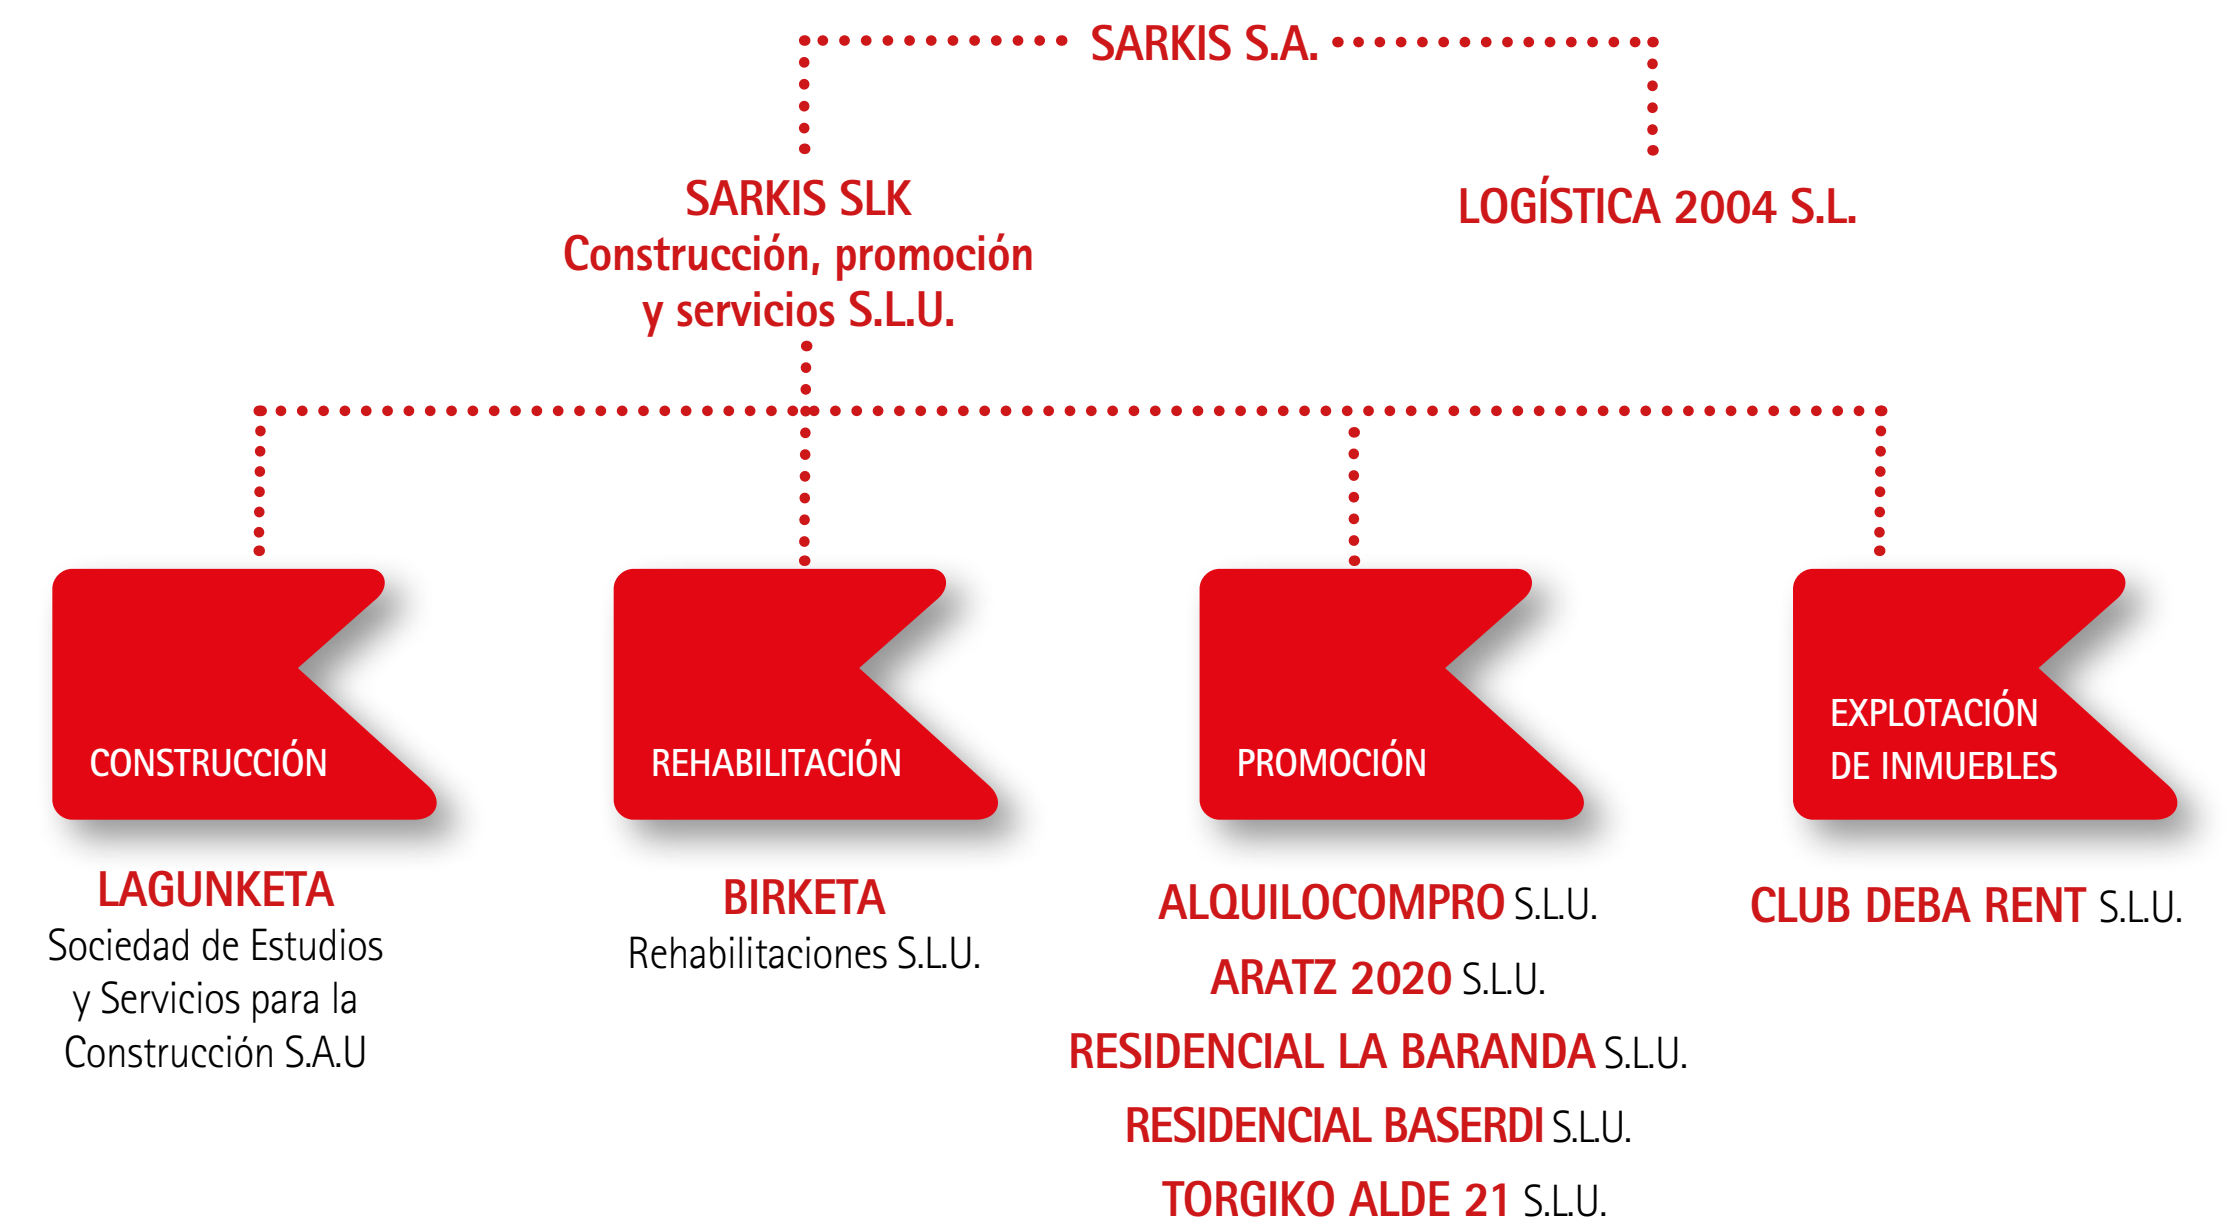 SARKIS S.A.
SARKIS SLK
Construcción, promoción
y servicios S.L.U.
LOGÍSTICA 2004 S.L.
CONSTRUCCIÓN
REHABILITACIÓN
PROMOCIÓN
EXPLOTACIÓN
DE INMUEBLES
LAGUNKETA
Sociedad de Estudios
y Servicios para la
Construcción S.A.U
BIRKETA
Rehabilitaciones S.L.U.
ALQUILOCOMPRO S.L.U.
ARATZ 2020 S.L.U.
RESIDENCIAL LA BARANDA S.L.U.
RESIDENCIAL BASERDI S.L.U.
TORGIKO ALDE 21 S.L.U.
CLUB DEBA RENT S.L.U.